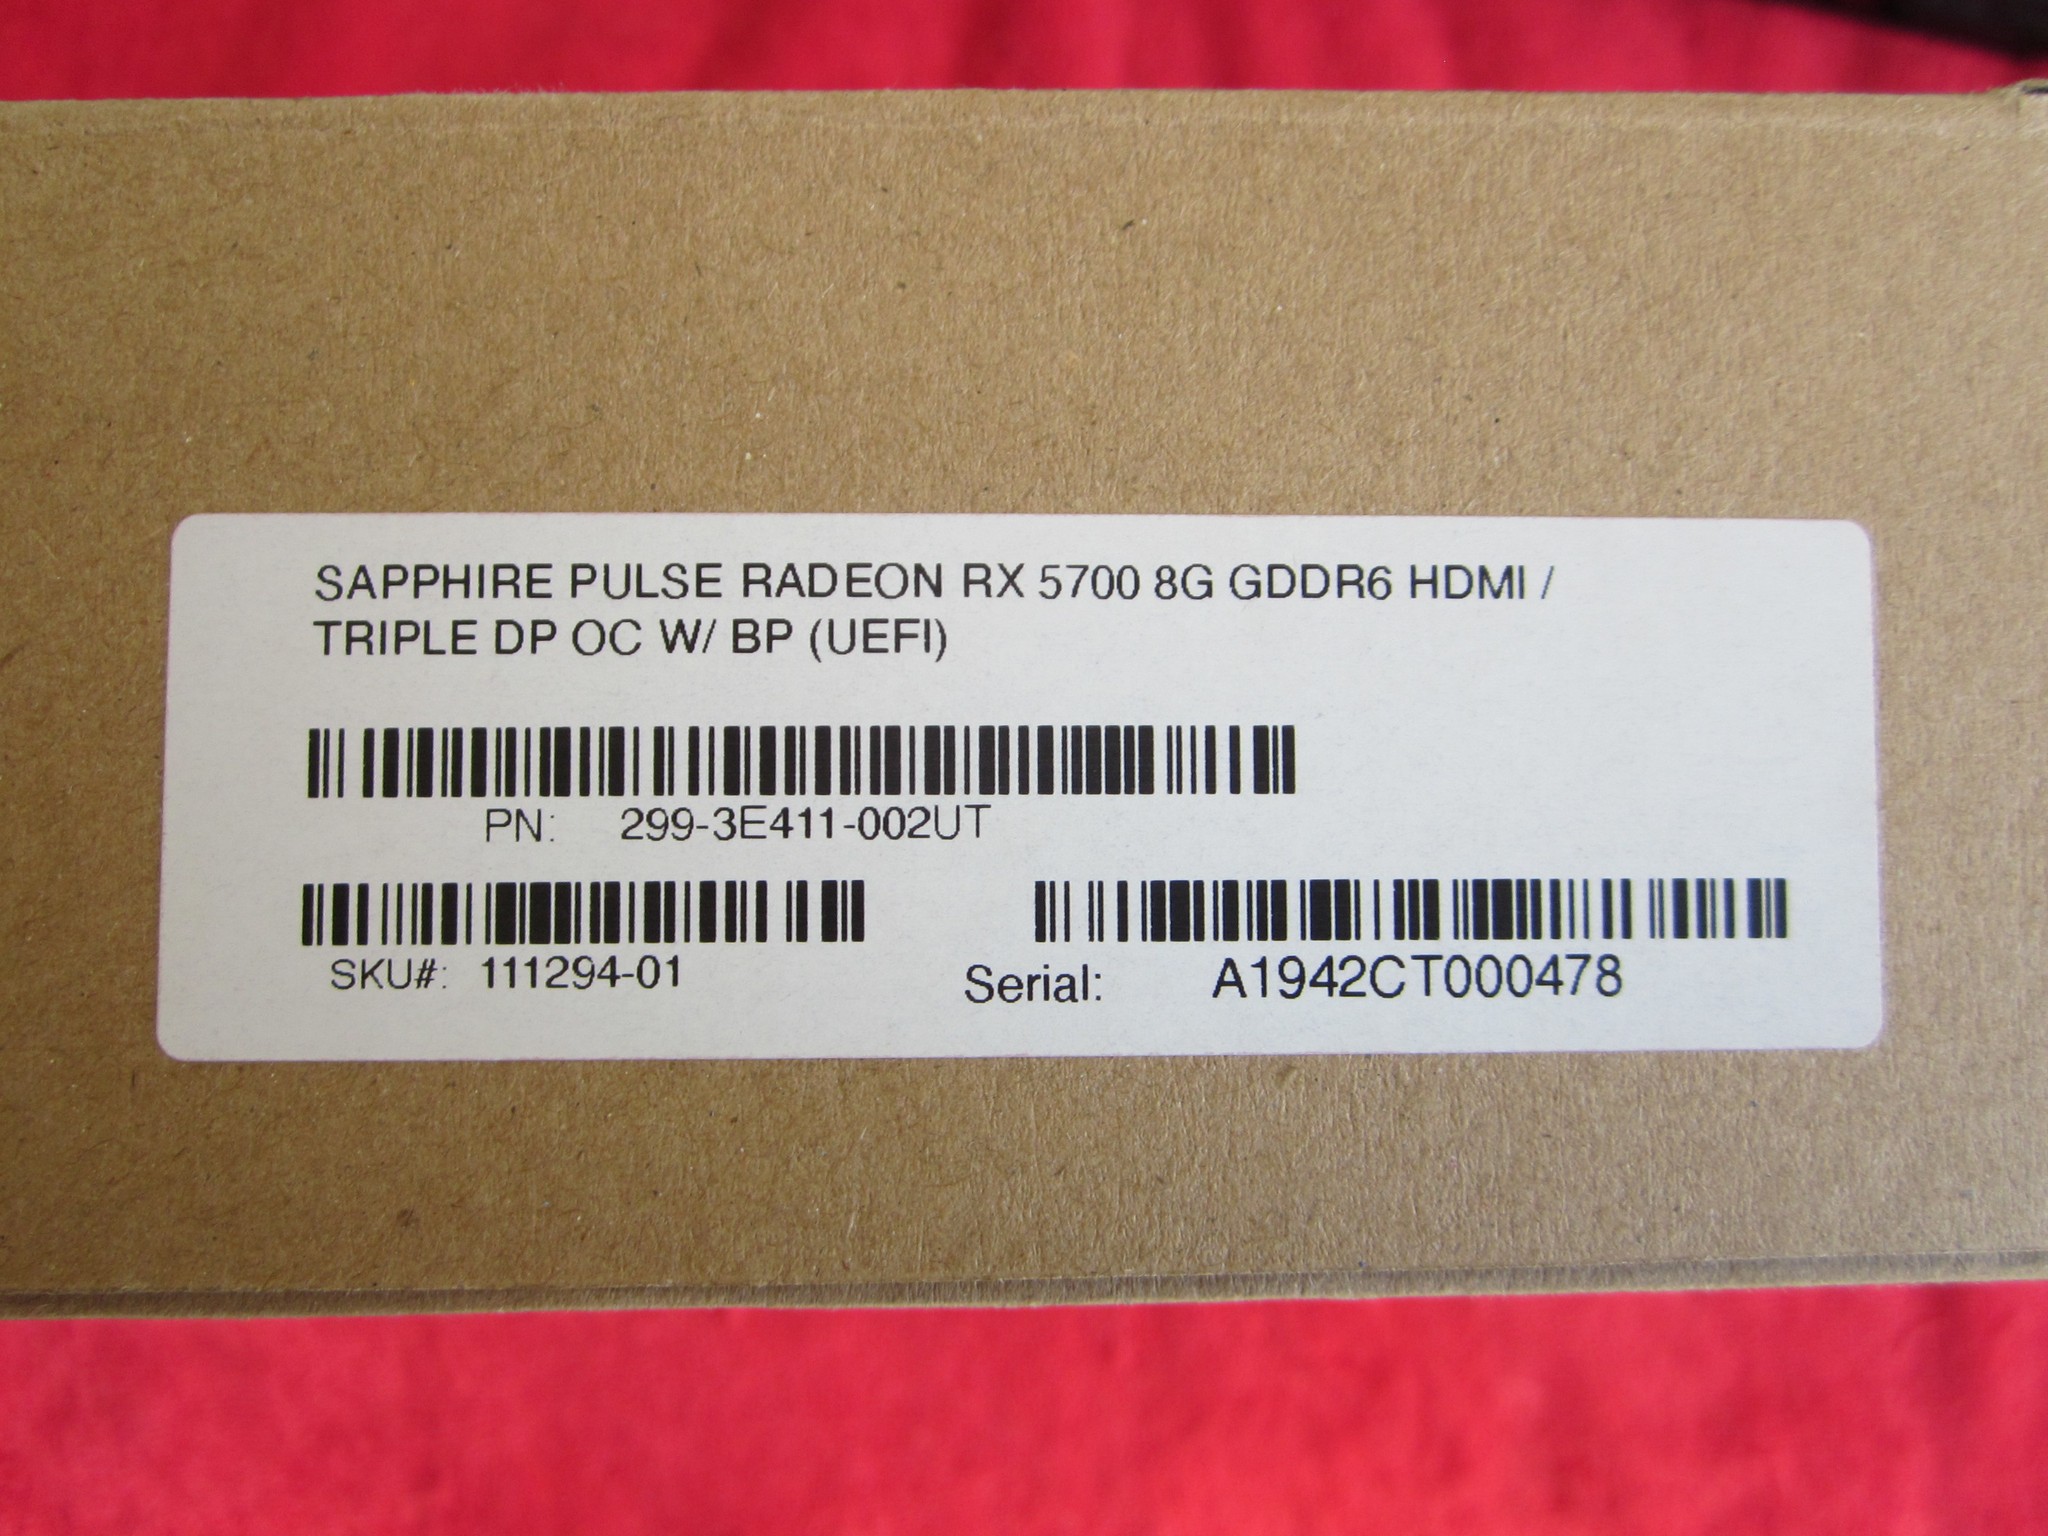 SAPPHIRE PULSE RADEON RX 5700 8G GDDR6 HDMI /
TRIPLE DP OC W/ BP (UEFI)
PN: 299-3E411-002UT
SKU#: 111294-01
Serial: A1942CT000478